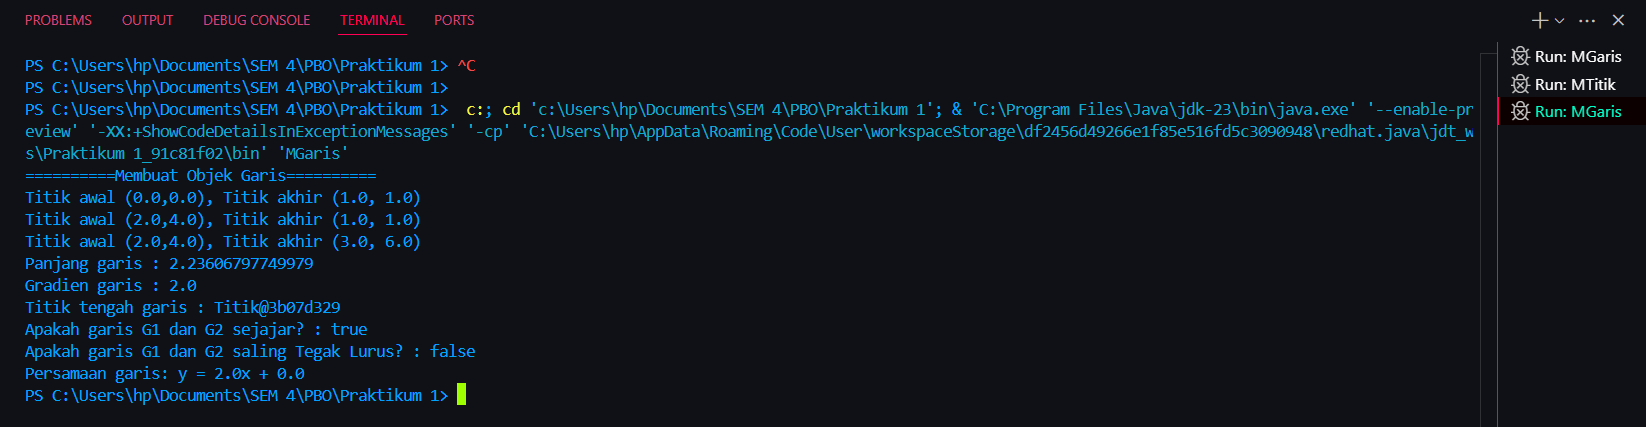 PROBLEMS OUTPUT DEBUG CONSOLE TERMINAL PORTS
PS C:\Users\hp\Documents\SEM 4\PBO\Praktikum 1> ^C
PS C:\Users\hp\Documents\SEM 4\PBO\Praktikum 1>
PS C:\Users\hp\Documents\SEM 4\PBO\Praktikum 1>  c:; cd 'c:\Users\hp\Documents\SEM 4\PBO\Praktikum 1'; & 'C:\Program Files\Java\jdk-23\bin\java.exe' '--enable-pr
eview' '-XX:+ShowCodeDetailsInExceptionMessages' '-cp' 'C:\Users\hp\AppData\Roaming\Code\User\workspaceStorage\df2456d49266e1f85e516fd5c3090948\redhat.java\jdt_w
s\Praktikum 1_91c81f02\bin' 'MGaris'
==========Membuat Objek Garis==========
Titik awal (0.0,0.0), Titik akhir (1.0, 1.0)
Titik awal (2.0,4.0), Titik akhir (1.0, 1.0)
Titik awal (2.0,4.0), Titik akhir (3.0, 6.0)
Panjang garis : 2.23606797749979
Gradien garis : 2.0
Titik tengah garis : Titik@3b07d329
Apakah garis G1 dan G2 sejajar? : true
Apakah garis G1 dan G2 saling Tegak Lurus? : false
Persamaan garis: y = 2.0x + 0.0
PS C:\Users\hp\Documents\SEM 4\PBO\Praktikum 1>
Run: MGaris
Run: MTitik
Run: MGaris